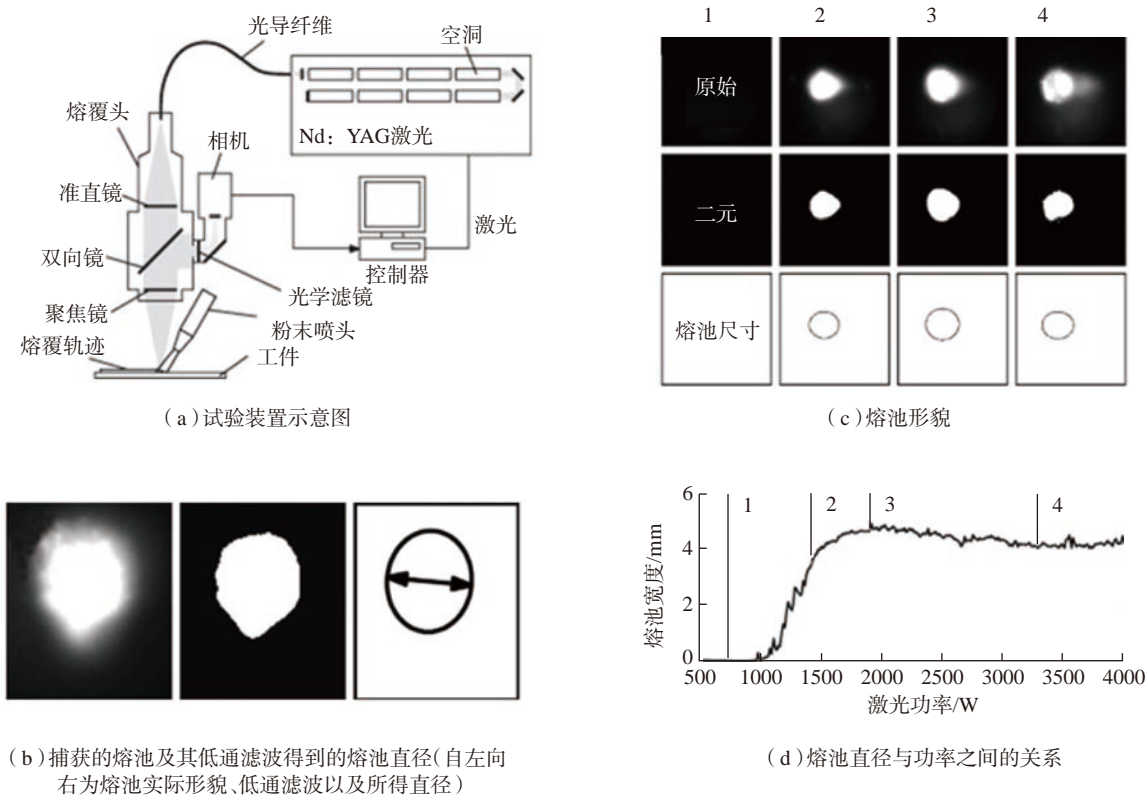 光导纤维
空洞
熔覆头
相机
Nd：YAG激光
准直镜
激光
双向镜
控制器
聚焦镜
光学滤镜
粉末喷头
熔覆轨迹
工件
（a）试验装置示意图
1 2 3 4
原始
二元
熔池尺寸
（c）熔池形貌
（b）捕获的熔池及其低通滤波得到的熔池直径（自左向
右为熔池实际形貌、低通滤波以及所得直径）
熔池宽度/mm
6
4
2
0
1 2 3 4
500 1000 1500 2000 2500 3000 3500 4000
激光功率/W
（d）熔池直径与功率之间的关系